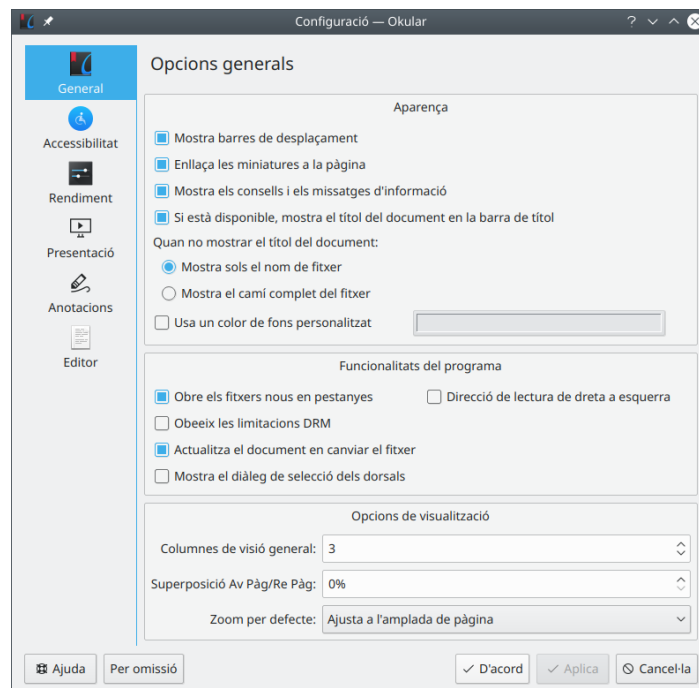 Configuració — Okular
General
Accessibilitat
Rendiment
Presentació
Anotacions
Editor
Opcions generals
Aparença
Mostra barres de desplaçament
Enllaça les miniatures a la pàgina
Mostra els consells i els missatges d'informació
Si està disponible, mostra el títol del document en la barra de títol
Quan no mostrar el títol del document:
Mostra sols el nom de fitxer
Mostra el camí complet del fitxer
Usa un color de fons personalitzat
Funcionalitats del programa
Obre els fitxers nous en pestanyes Direcció de lectura de dreta a esquerra
Obeeix les limitacions DRM
Actualitza el document en canviar el fitxer
Mostra el diàleg de selecció dels dorsals
Opcions de visualització
Columnes de visió general: 3
Superposició Av Pàg/Re Pàg: 0%
Zoom per defecte: Ajusta a l'amplada de pàgina
Ajuda Per omissió D'acord Aplica Cancel·la